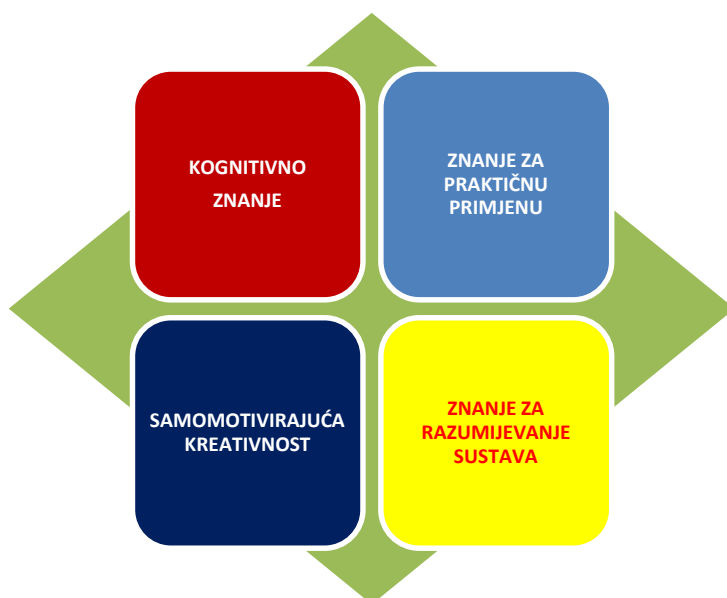 KOGNITIVNO
ZNANJE
ZNANJE ZA
PRAKTIČNU
PRIMJENU
SAMOMOTIVIRAJUĆA
KREATIVNOST
ZNANJE ZA
RAZUMIJEVANJE
SUSTAVA